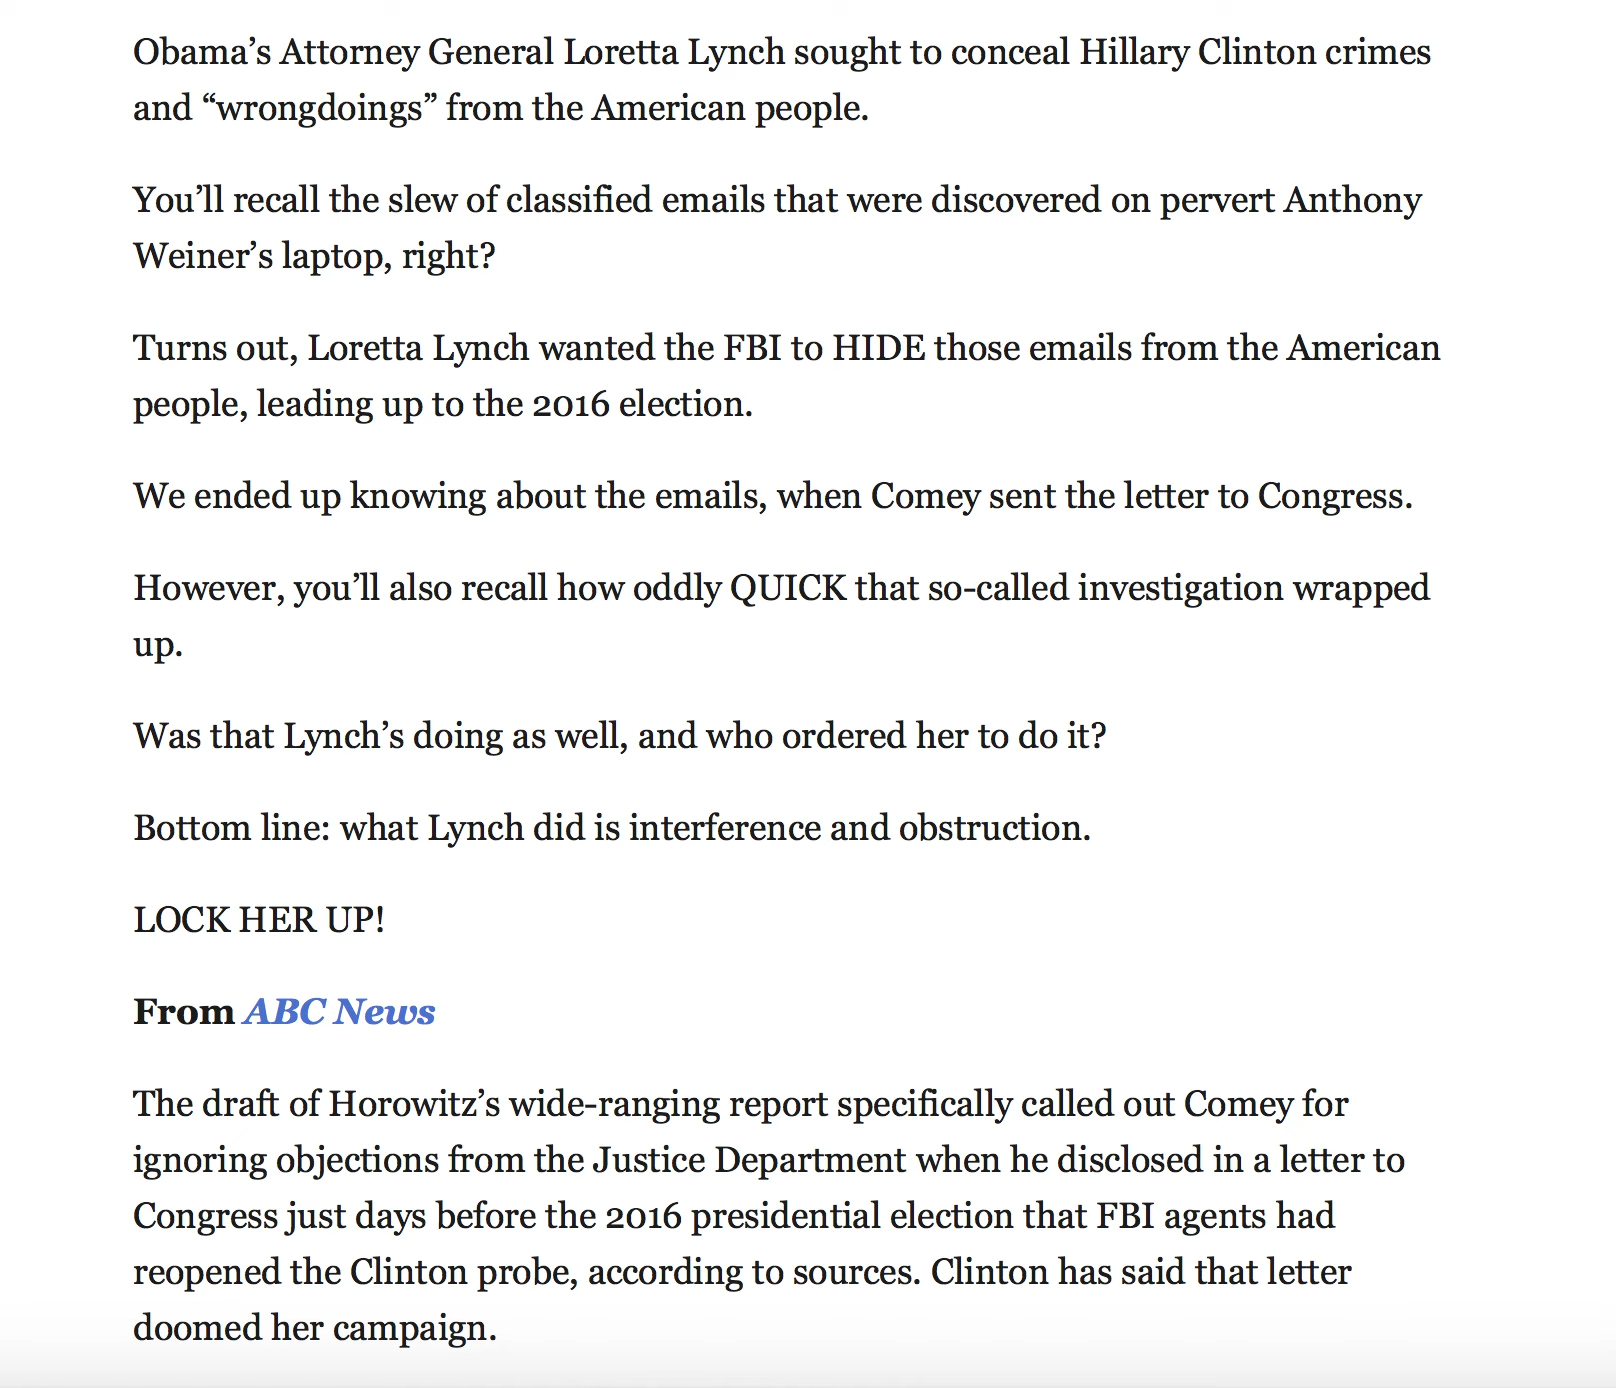 Obama’s Attorney General Loretta Lynch sought to conceal Hillary Clinton crimes
and “wrongdoings” from the American people.
You’ll recall the slew of classified emails that were discovered on pervert Anthony
Weiner’s laptop, right?
Turns out, Loretta Lynch wanted the FBI to HIDE those emails from the American
people, leading up to the 2016 election.
We ended up knowing about the emails, when Comey sent the letter to Congress.
However, you’ll also recall how oddly QUICK that so-called investigation wrapped
up.
Was that Lynch’s doing as well, and who ordered her to do it?
Bottom line: what Lynch did is interference and obstruction.
LOCK HER UP!
From ABC News
The draft of Horowitz’s wide-ranging report specifically called out Comey for
ignoring objections from the Justice Department when he disclosed in a letter to
Congress just days before the 2016 presidential election that FBI agents had
reopened the Clinton probe, according to sources. Clinton has said that letter
doomed her campaign.